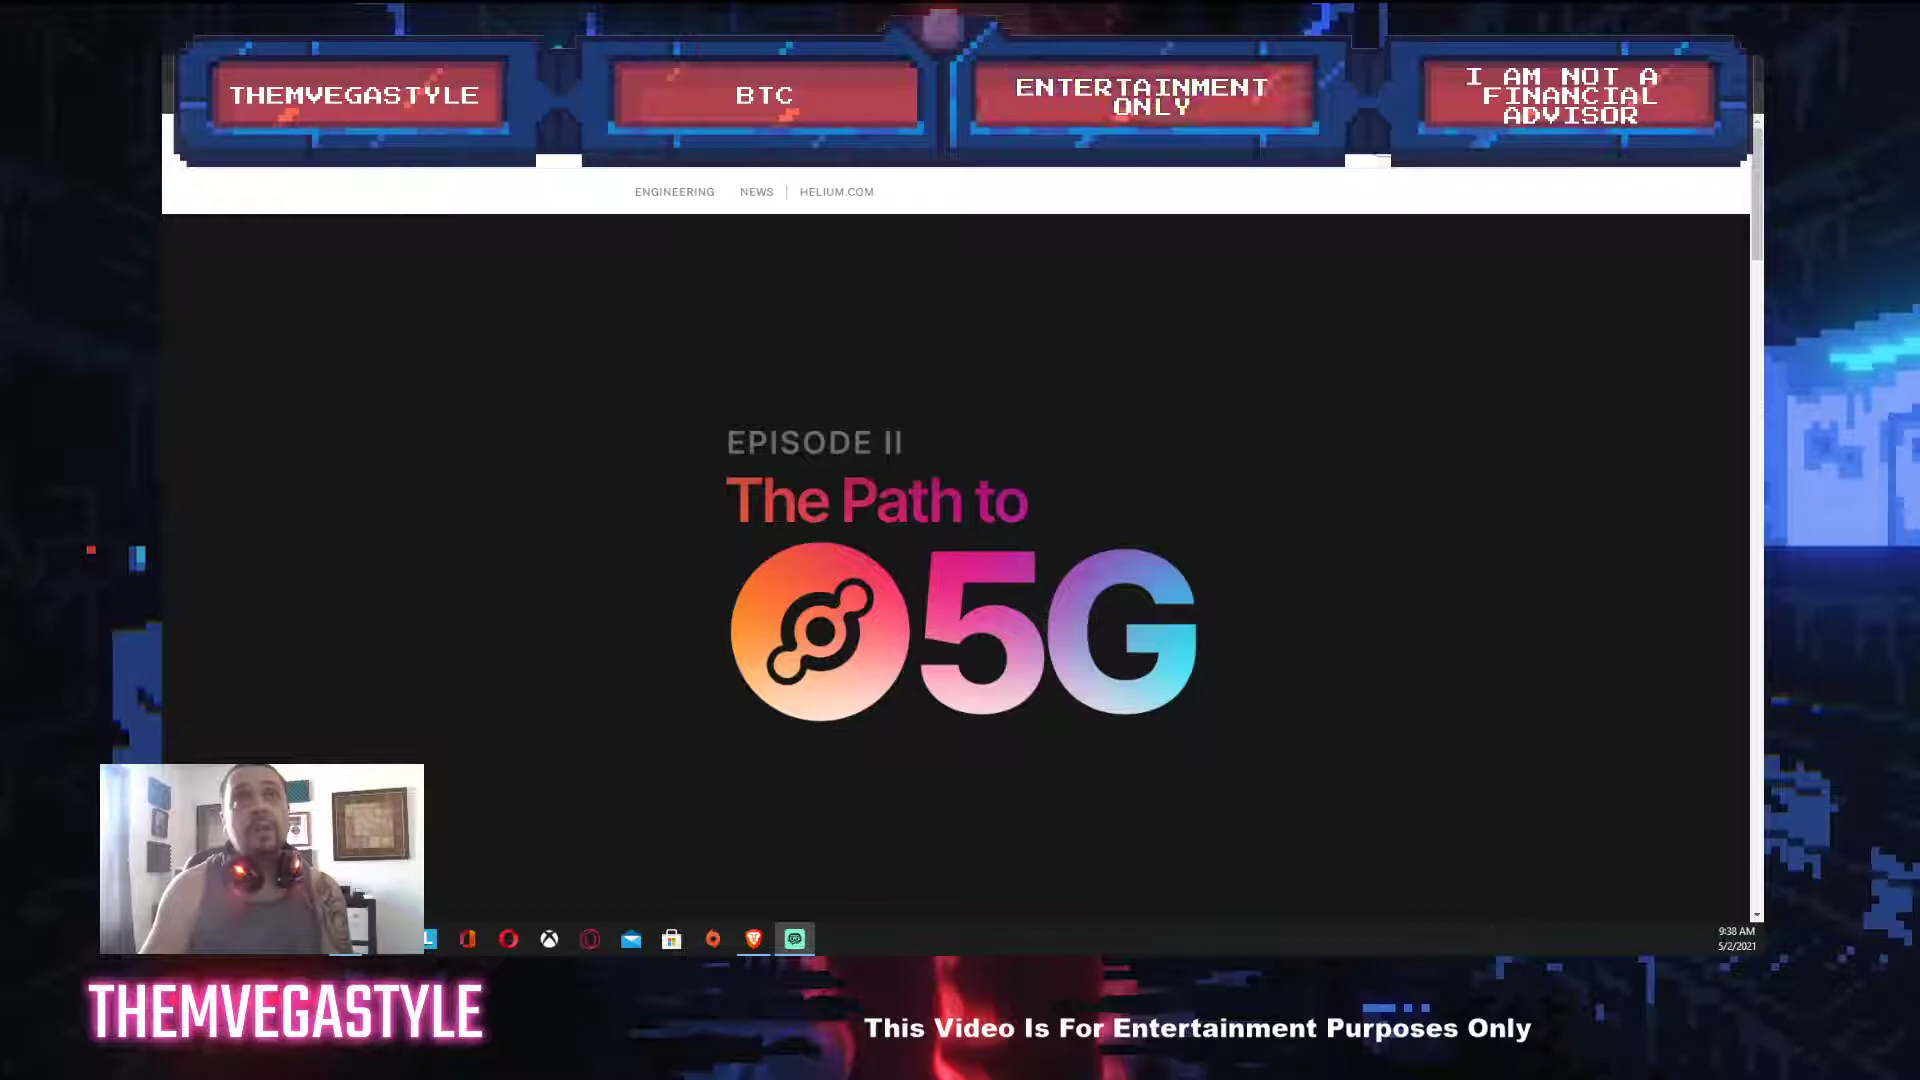 THEMVEGASTYLE
BTC
ENTERTAINMENT
ONLY
I AM NOT A
FINANCIAL
ADVISOR
ENGINEERING NEWS HELIUM.COM
EPISODE II
The Path to
5G
L
9:38 AM
5/2/2021
THEMVEGASTYLE
This Video Is For Entertainment Purposes Only